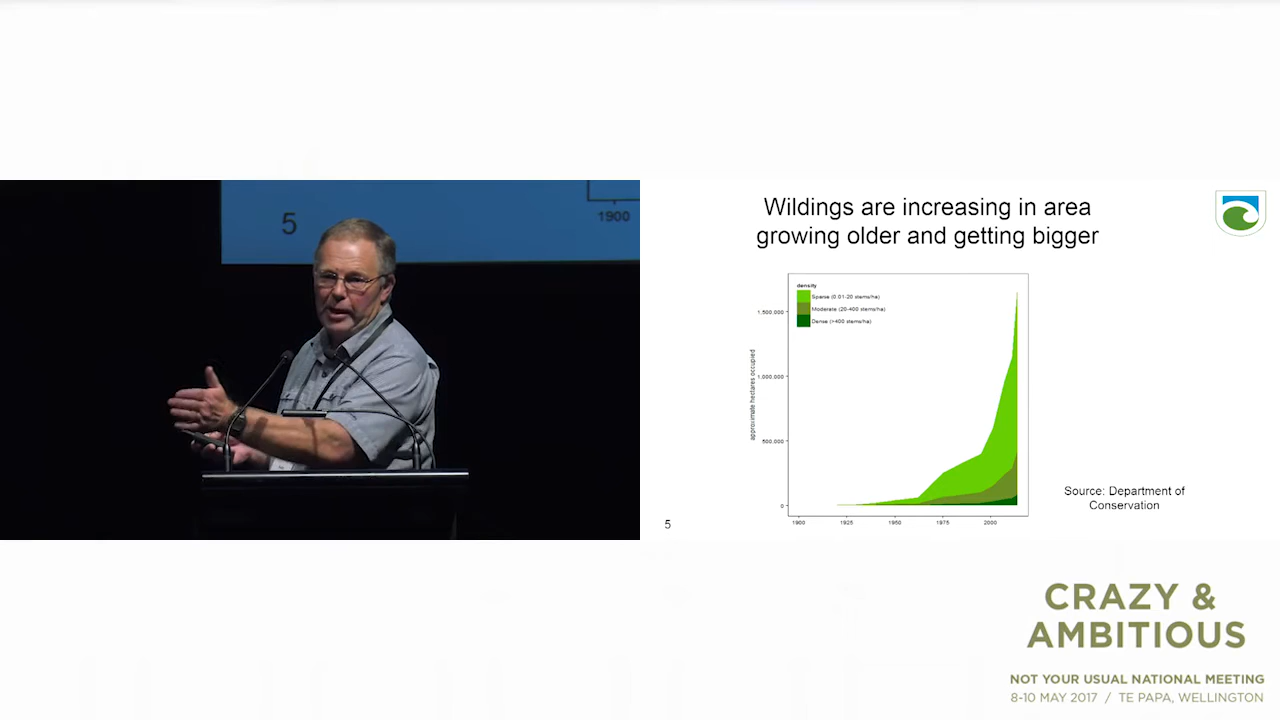 5
1900
Wildings are increasing in area
growing older and getting bigger
density
Sparse (0.01-20 stems/ha)
Moderate (20-400 stems/ha)
Dense (>400 stems/ha)
approximate hectares occupied
1,500,000
1,000,000
500,000
0
1900 1925 1950 1975 2000
Source: Department of
Conservation
5
CRAZY &
AMBITIOUS
NOT YOUR USUAL NATIONAL MEETING
8-10 MAY 2017 / TE PAPA, WELLINGTON